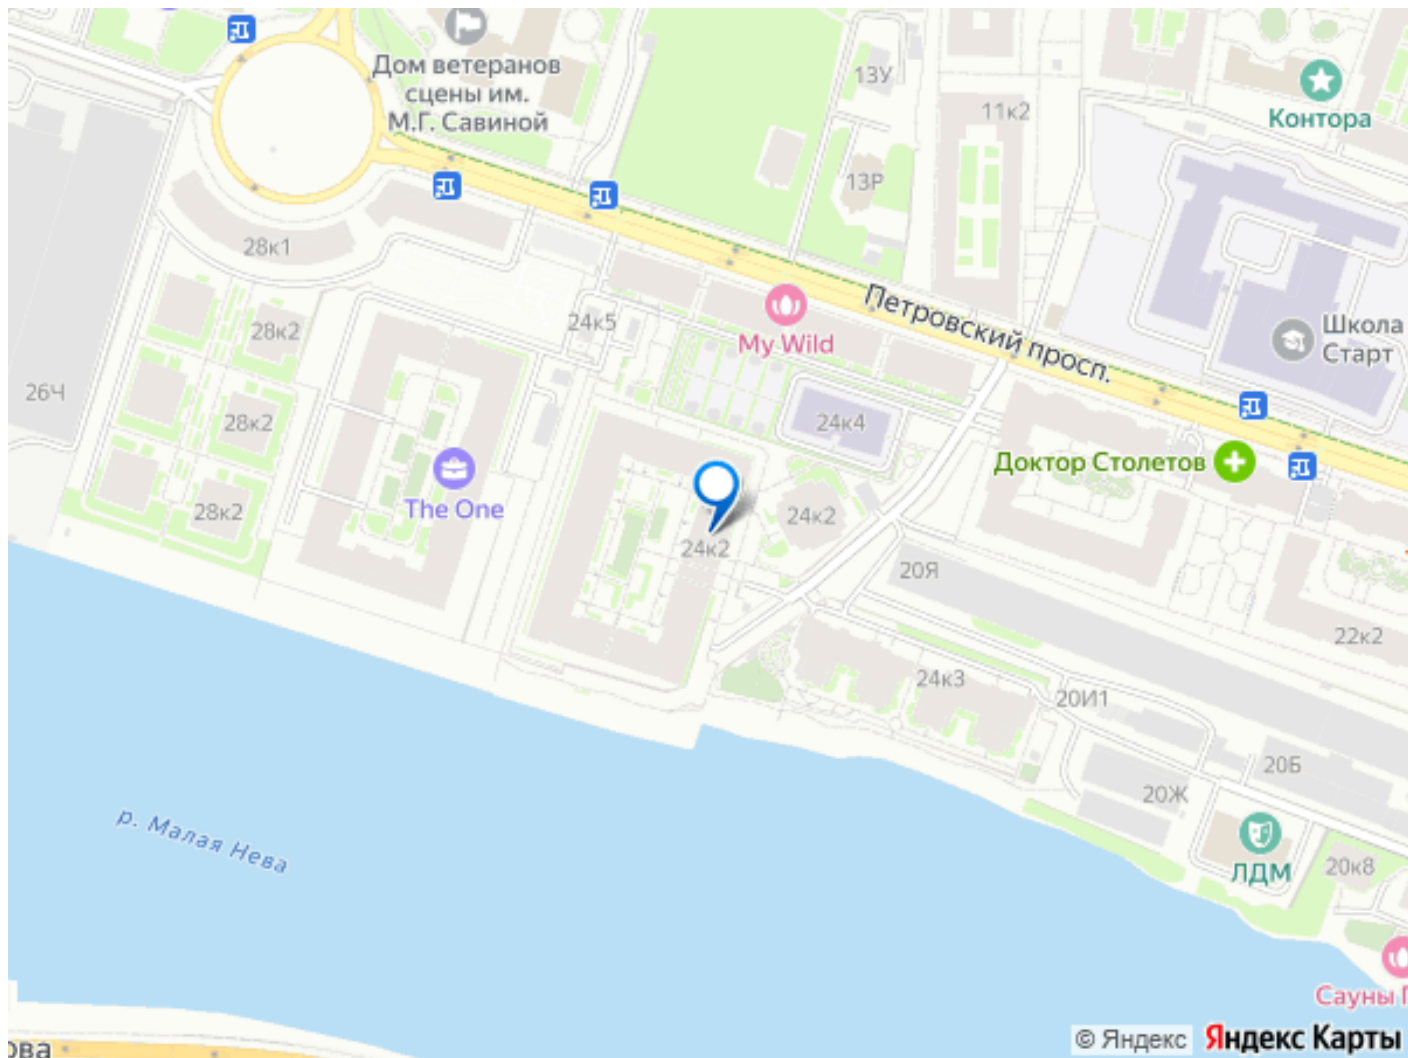 Дом ветеранов
сцены им.
М.Г. Савиной
13У
11к2
Контора
13Р
28к1
Петровский просп.
24к5
28к2
My Wild
Школа
Старт
26Ч
28к2
24к4
Доктор Столетов
The One
28к2
24к2
24к2
20Я
22к2
24к3
20И1
20Б
20Ж
р. Малая Нева
ЛДМ
20к8
Сауны
© Яндекс
Яндекс Карты
ова